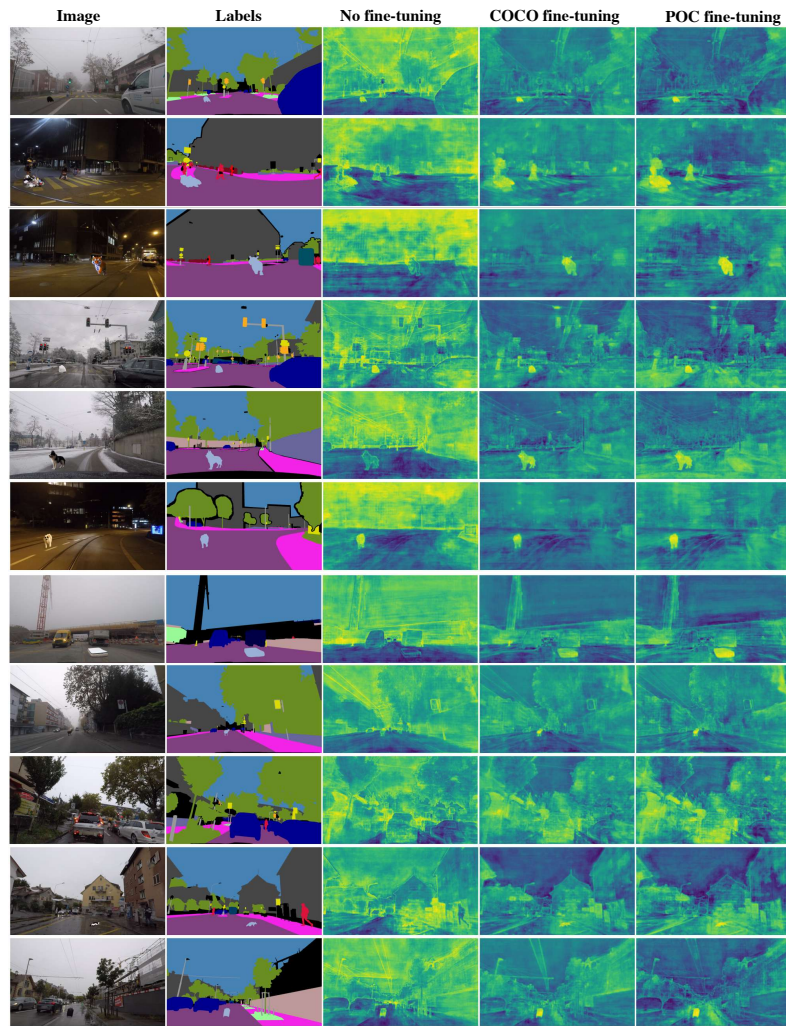 Image
Labels
No fine-tuning
COCO fine-tuning
POC fine-tuning